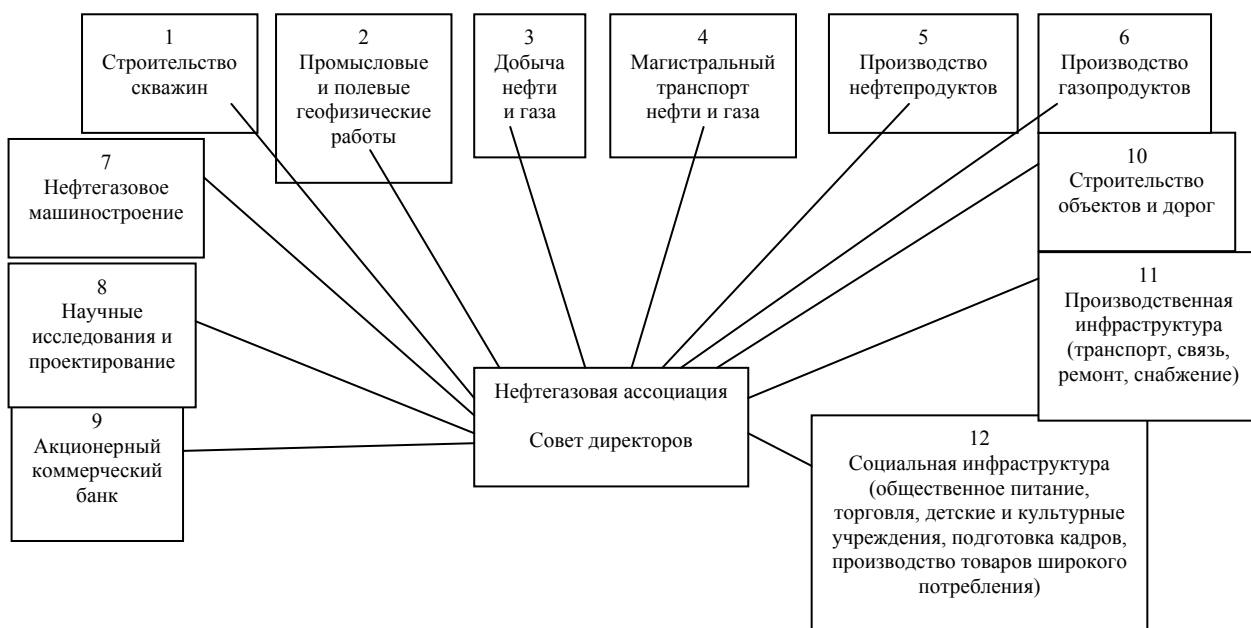 1
Строительство
скважин
2
Промысловые
и полевые
геофизические
работы
3
Добыча
нефти
и газа
4
Магистральный
транспорт
нефти и газа
5
Производство
нефтепродуктов
6
Производство
газопродуктов
7
Нефтегазовое
машиностроение
10
Строительство
объектов и дорог
8
Научные
исследования и
проектирование
11
Производственная
инфраструктура
(транспорт, связь,
ремонт, снабжение)
Нефтегазовая ассоциация
Совет директоров
9
Акционерный
коммерческий
банк
12
Социальная инфраструктура
(общественное питание,
торговля, детские и культурные
учреждения, подготовка кадров,
производство товаров широкого
потребления)